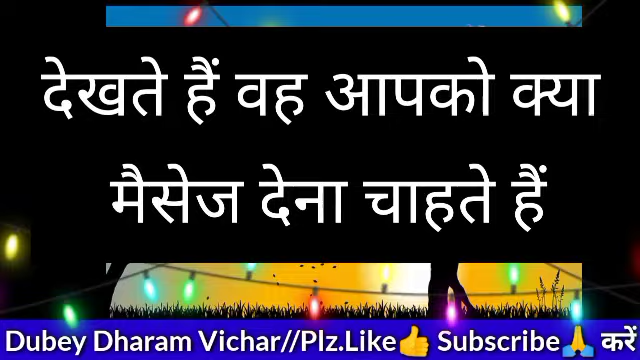 देखते हैं वह आपको क्या
मैसेज देना चाहते हैं
Dubey Dharam Vichar//Plz.Like👍 Subscribe🙏 करें